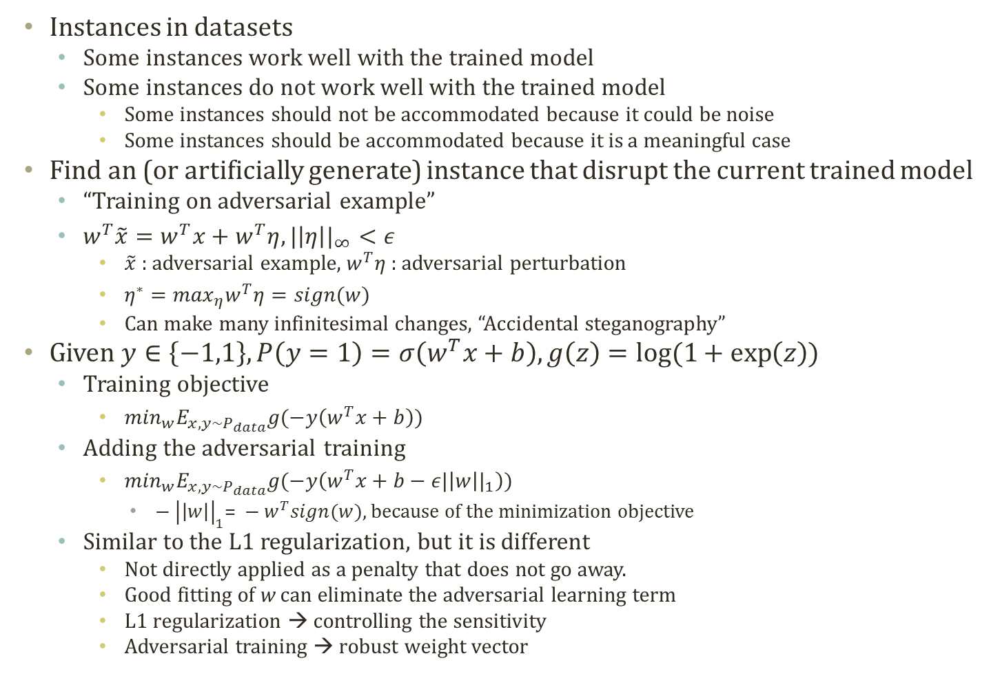 • Instances in datasets
• Some instances work well with the trained model
• Some instances do not work well with the trained model
• Some instances should not be accommodated because it could be noise
• Some instances should be accommodated because it is a meaningful case
• Find an (or artificially generate) instance that disrupt the current trained model
• “Training on adversarial example”
• $w^T\tilde{x} = w^Tx + w^T\eta, ||\eta||_\infty < \epsilon$
• $\tilde{x}$ : adversarial example, $w^T\eta$ : adversarial perturbation
• $\eta^* = max_\eta w^T\eta = sign(w)$
• Can make many infinitesimal changes, “Accidental steganography”
• Given $y \in \{-1,1\}, P(y = 1) = \sigma(w^Tx + b), g(z) = \log(1 + \exp(z))$
• Training objective
• $min_w E_{x,y\sim P_{data}} g(-y(w^Tx + b))$
• Adding the adversarial training
• $min_w E_{x,y\sim P_{data}} g(-y(w^Tx + b - \epsilon||w||_1))$
• $-||w||_1 = -w^Tsign(w)$, because of the minimization objective
• Similar to the L1 regularization, but it is different
• Not directly applied as a penalty that does not go away.
• Good fitting of $w$ can eliminate the adversarial learning term
• L1 regularization → controlling the sensitivity
• Adversarial training → robust weight vector